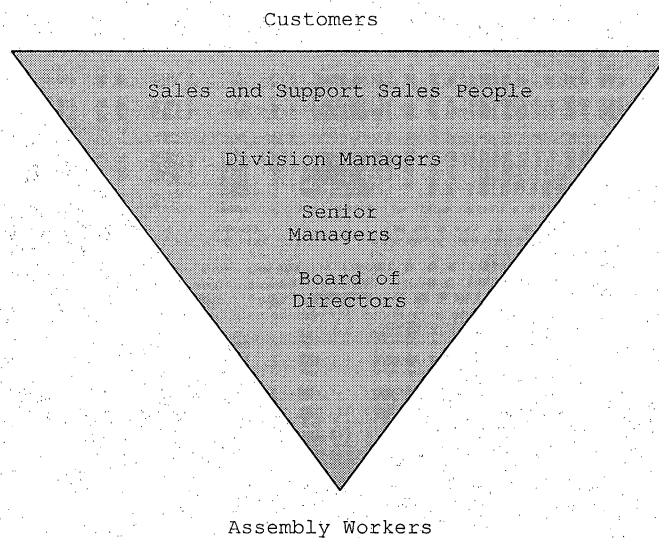 Customers
Sales and Support Sales People
Division Managers
Senior
Managers
Board of
Directors
Assembly Workers